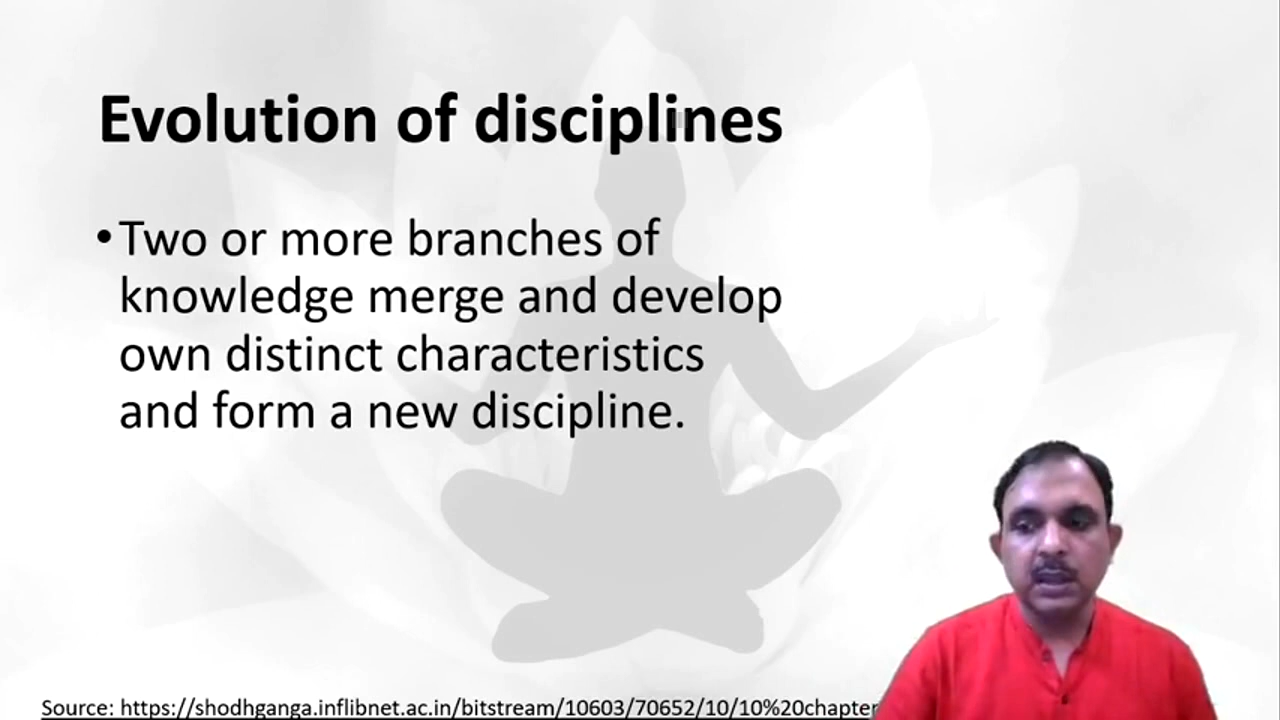 Evolution of disciplines
•Two or more branches of
knowledge merge and develop
own distinct characteristics
and form a new discipline.
Source: https://shodhganga.inflibnet.ac.in/bitstream/10603/70652/10/10%20chapter